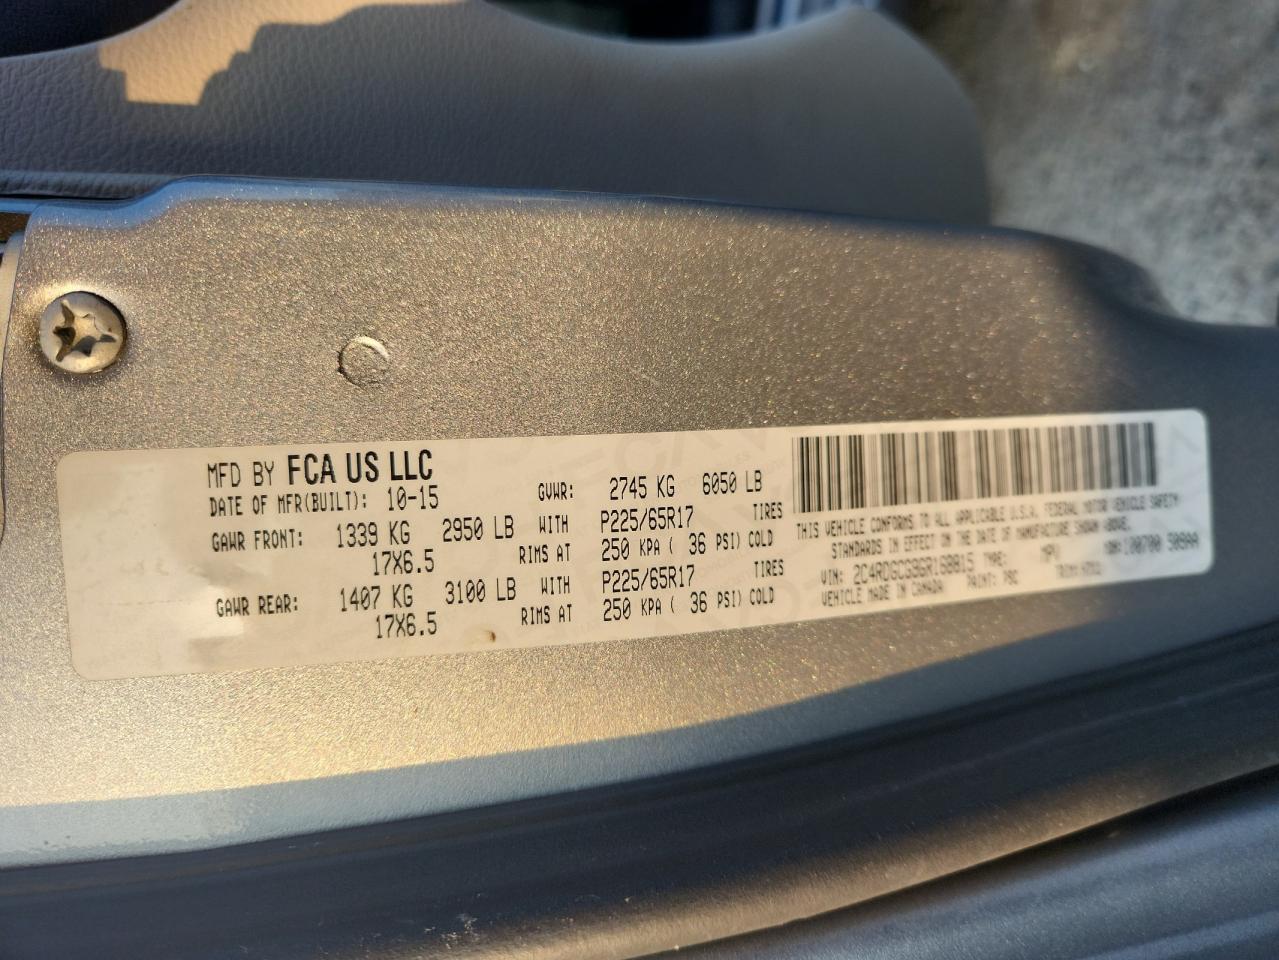 MFD BY FCA US LLC
DATE OF MFR(BUILT): 10-15 GVWR: 2745 KG 6050 LB
GAWR FRONT: 1339 KG 2950 LB WITH P225/65R17 TIRES
17X6.5 RIMS AT 250 KPA ( 36 PSI) COLD
GAWR REAR: 1407 KG 3100 LB WITH P225/65R17 TIRES
17X6.5 RIMS AT 250 KPA ( 36 PSI) COLD
THIS VEHICLE CONFORMS TO ALL APPLICABLE U.S.A. FEDERAL MOTOR VEHICLE SAFETY
STANDARDS IN EFFECT ON THE DATE OF MANUFACTURE SHOWN ABOVE.
VIN: TYPE: MPV
VEHICLE MADE IN CANADA PAINT: TRIM: